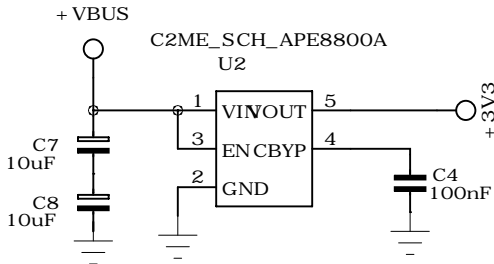 +VBUS
C2ME_SCH_APE8800A
U2
1 VIN VOUT 5
3 EN CBYP 4
2 GND
+3V3
C7
10uF
C8
10uF
C4
100nF